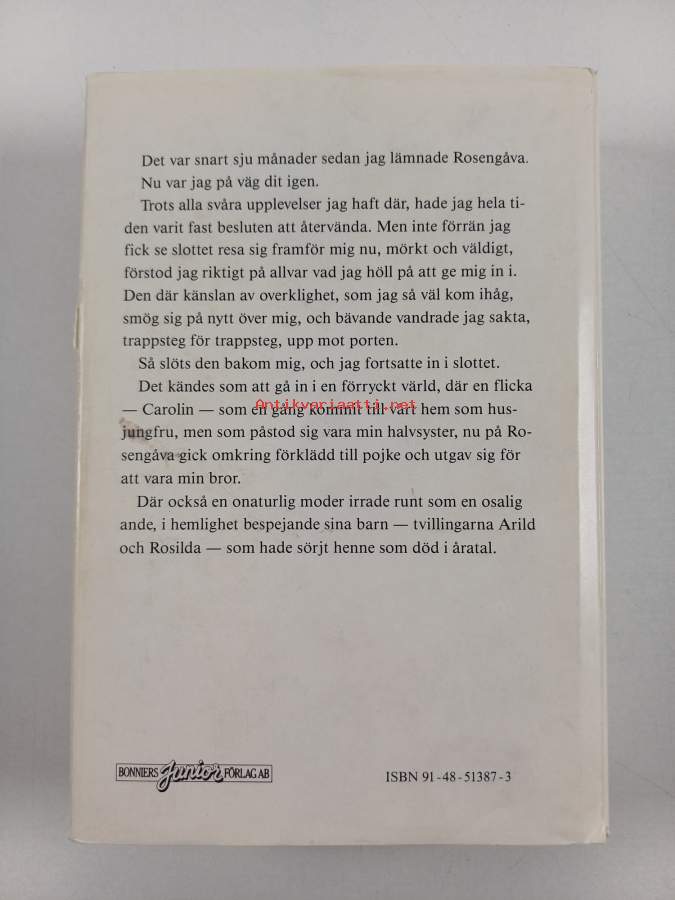 Det var snart sju månader sedan jag lämnade Rosengåva.
Nu var jag på väg dit igen.
Trots alla svåra upplevelser jag haft där, hade jag hela ti-
den varit fast besluten att återvända. Men inte förrän jag
fick se slottet resa sig framför mig nu, mörkt och väldigt,
förstod jag riktigt på allvar vad jag höll på att ge mig in i.
Den där känslan av overklighet, som jag så väl kom ihåg,
smög sig på nytt över mig, och bävande vandrade jag sakta,
trappsteg för trappsteg, upp mot porten.
Så slöts den bakom mig, och jag fortsatte in i slottet.
Det kändes som att gå in i en förryckt värld, där en flicka
— Carolin — som en gång kommit till vårt hem som hus-
Antikvariaatti.net
jungfru, men som påstod sig vara min halvsyster, nu på Ro-
sengåva gick omkring förklädd till pojke och utgav sig för
att vara min bror.
Där också en onaturlig moder irrade runt som en osalig
ande, i hemlighet bespejande sina barn — tvillingarna Arild
och Rosilda — som hade sörjt henne som död i åratal.
BONNIERS Junior FÖRLAG AB
ISBN 91-48-51387-3